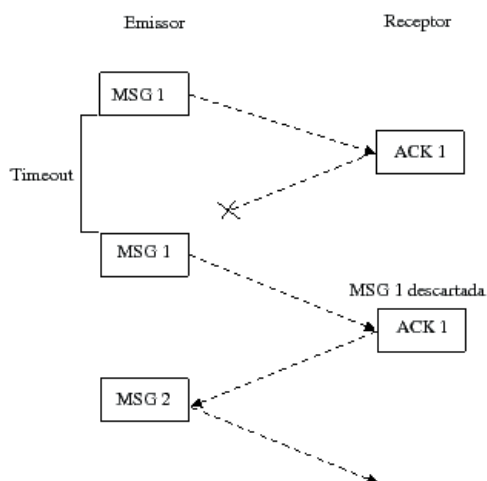 Emissor
Receptor
MSG 1
ACK 1
Timeout
MSG 1
MSG 1 descartada
ACK 1
MSG 2